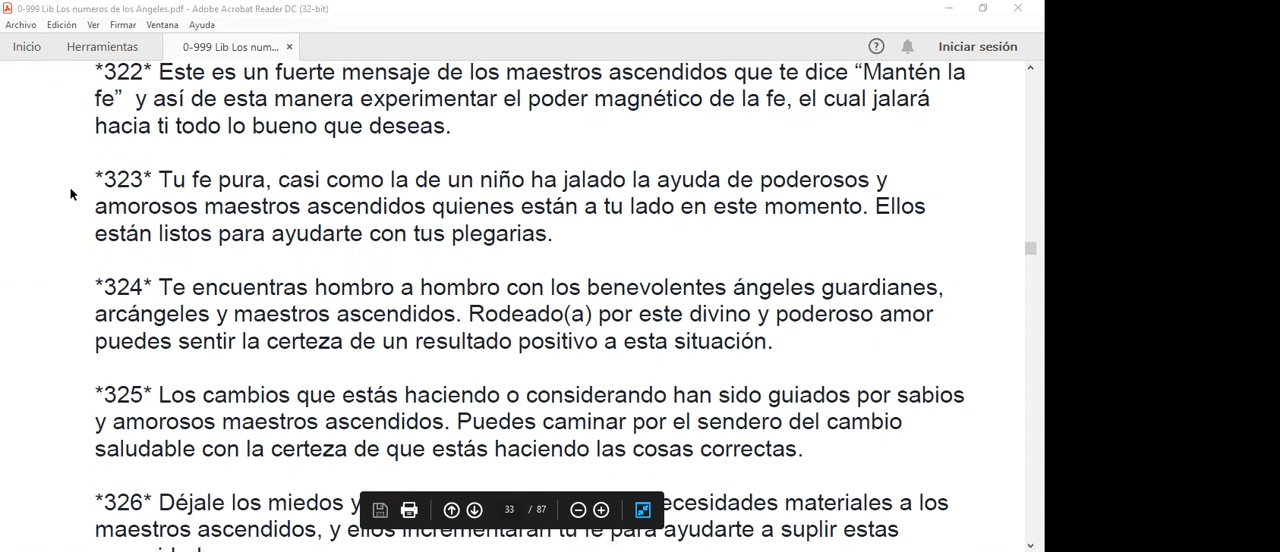 0-999 Lib Los numeros de los Angeles.pdf - Adobe Acrobat Reader DC (32-bit)
Archivo Edición Ver Firmar Ventana Ayuda
Inicio Herramientas 0-999 Lib Los num... × Iniciar sesión
*322* Este es un fuerte mensaje de los maestros ascendidos que te dice “Mantén la
fe” y así de esta manera experimentar el poder magnético de la fe, el cual jalará
hacia ti todo lo bueno que deseas.
*323* Tu fe pura, casi como la de un niño ha jalado la ayuda de poderosos y
amorosos maestros ascendidos quienes están a tu lado en este momento. Ellos
están listos para ayudarte con tus plegarias.
*324* Te encuentras hombro a hombro con los benevolentes ángeles guardianes,
arcángeles y maestros ascendidos. Rodeado(a) por este divino y poderoso amor
puedes sentir la certeza de un resultado positivo a esta situación.
*325* Los cambios que estás haciendo o considerando han sido guiados por sabios
y amorosos maestros ascendidos. Puedes caminar por el sendero del cambio
saludable con la certeza de que estás haciendo las cosas correctas.
*326* Déjale los miedos y ecesidades materiales a los
33 / 87
maestros ascendidos, y ellos incrementarán tu fe para ayudarte a suplir estas